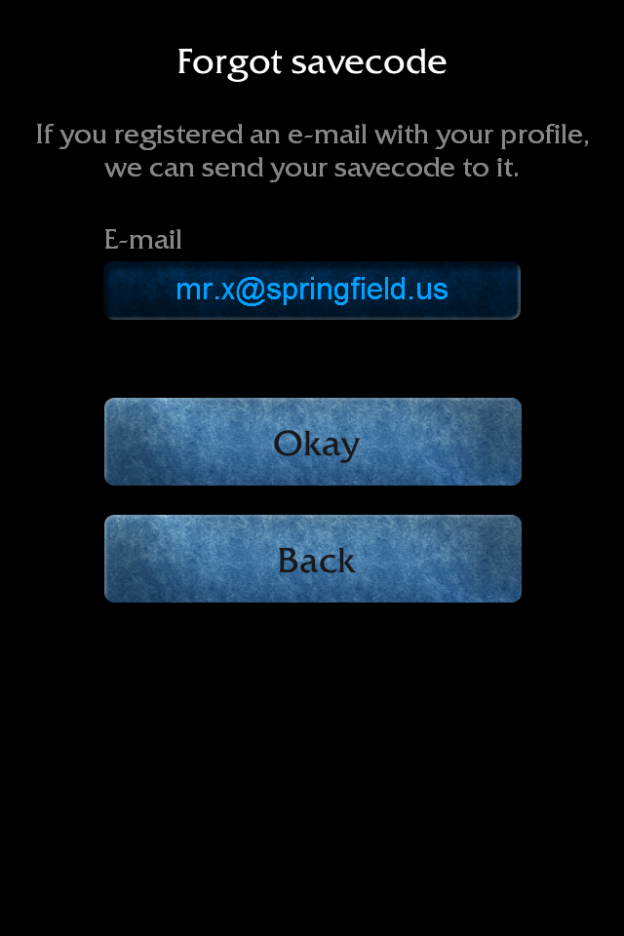 Forgot savecode
If you registered an e-mail with your profile,
we can send your savecode to it.
E-mail
mr.x@springfield.us
Okay
Back